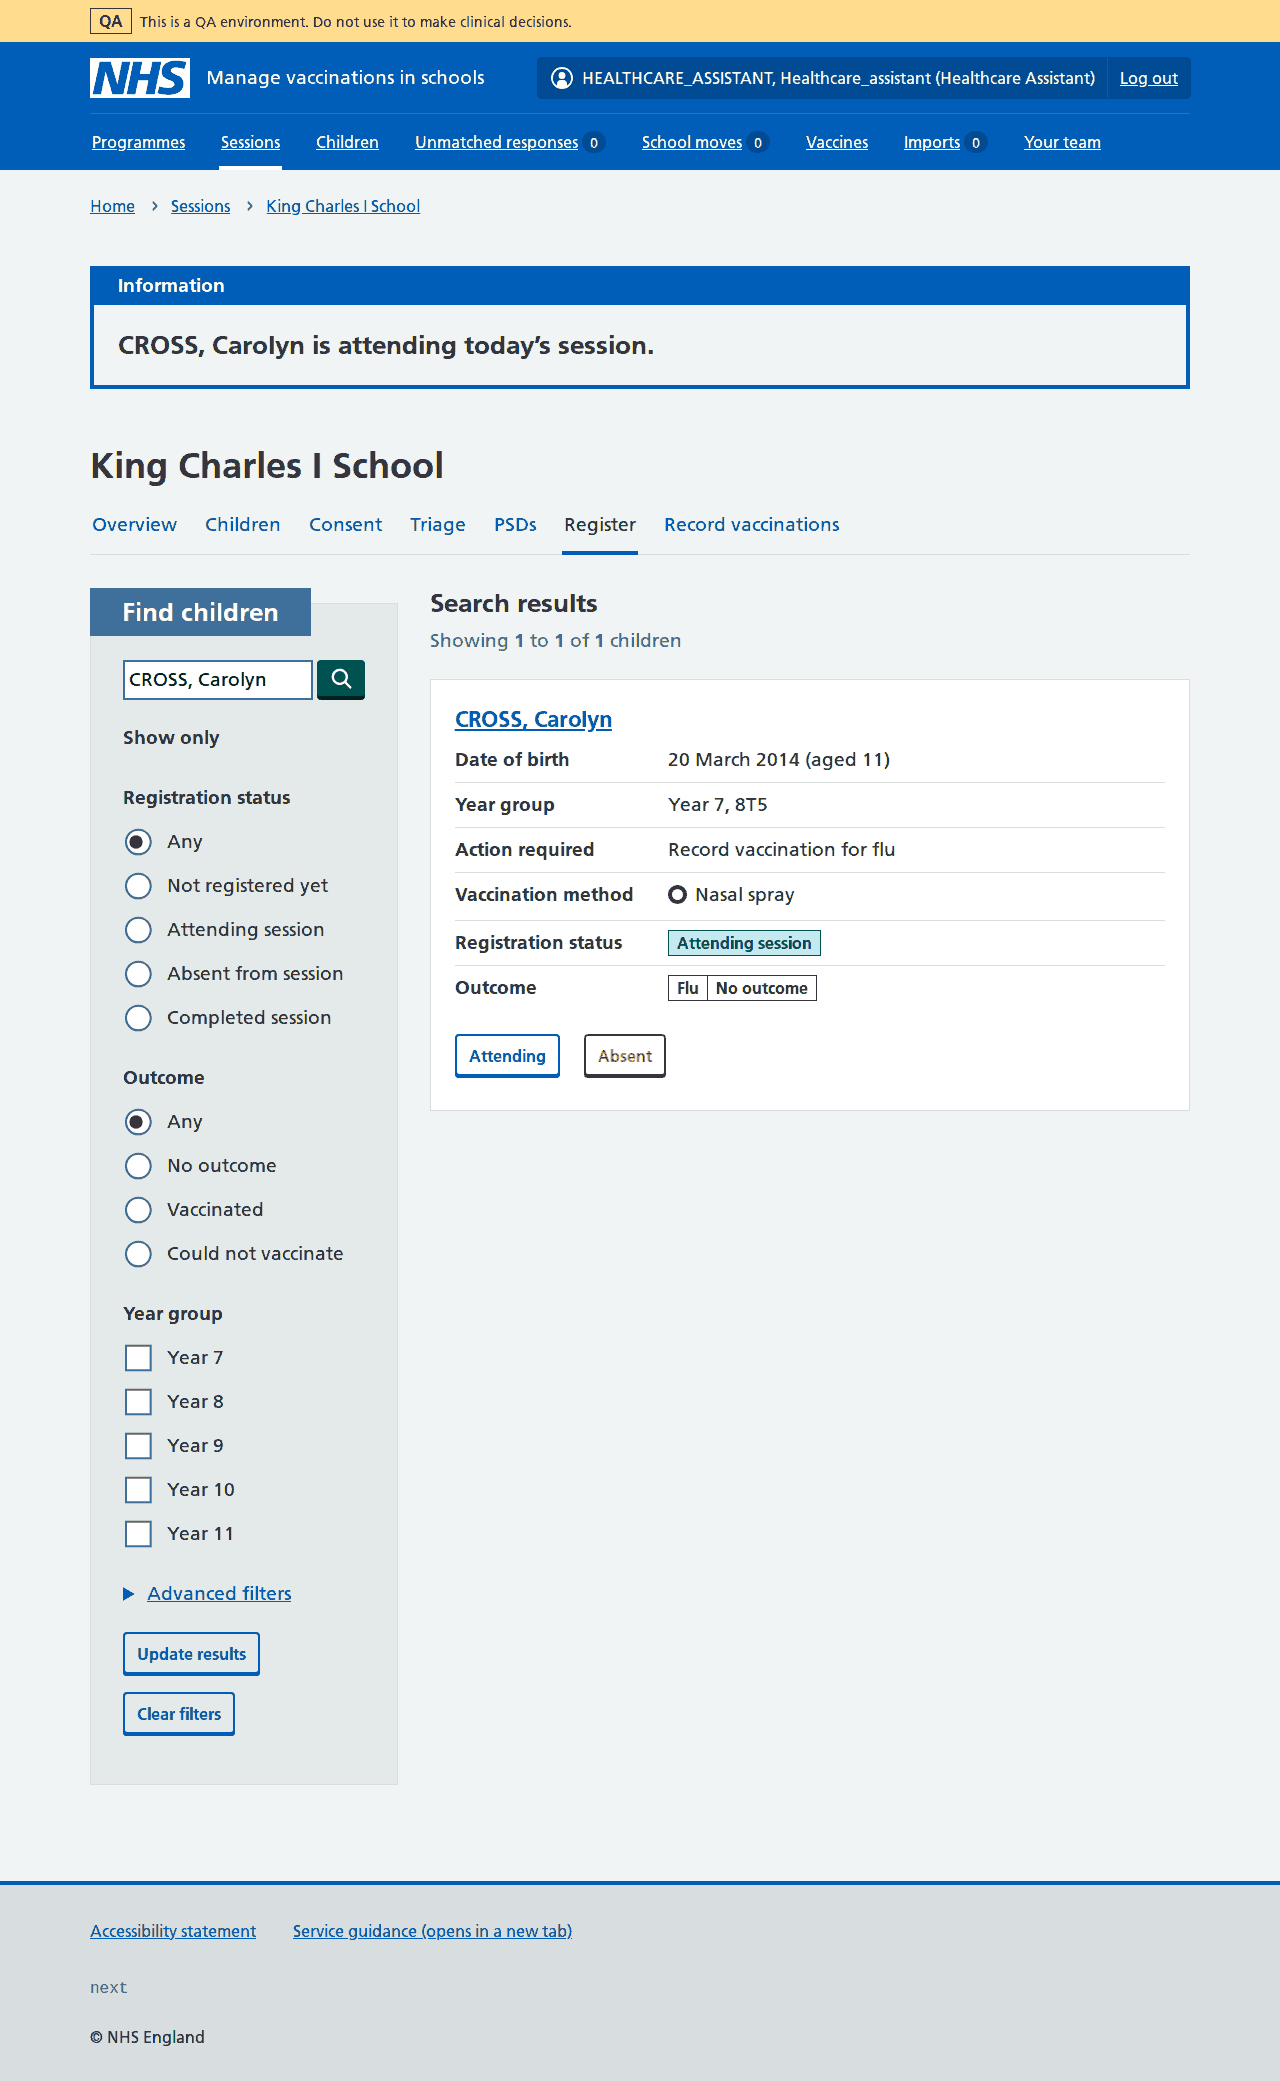 QA This is a QA environment. Do not use it to make clinical decisions.
NHS Manage vaccinations in schools HEALTHCARE_ASSISTANT, Healthcare_assistant (Healthcare Assistant) Log out
Programmes Sessions Children Unmatched responses 0 School moves 0 Vaccines Imports 0 Your team
Home Sessions King Charles I School
Information
CROSS, Carolyn is attending today’s session.
King Charles I School
Overview Children Consent Triage PSDs Register Record vaccinations
Find children
CROSS, Carolyn
Show only
Registration status
Any
Not registered yet
Attending session
Absent from session
Completed session
Outcome
Any
No outcome
Vaccinated
Could not vaccinate
Year group
Year 7
Year 8
Year 9
Year 10
Year 11
Advanced filters
Update results
Clear filters
Search results
Showing 1 to 1 of 1 children
CROSS, Carolyn
Date of birth 20 March 2014 (aged 11)
Year group Year 7, 8T5
Action required Record vaccination for flu
Vaccination method Nasal spray
Registration status Attending session
Outcome Flu No outcome
Attending Absent
Accessibility statement Service guidance (opens in a new tab)
next
© NHS England